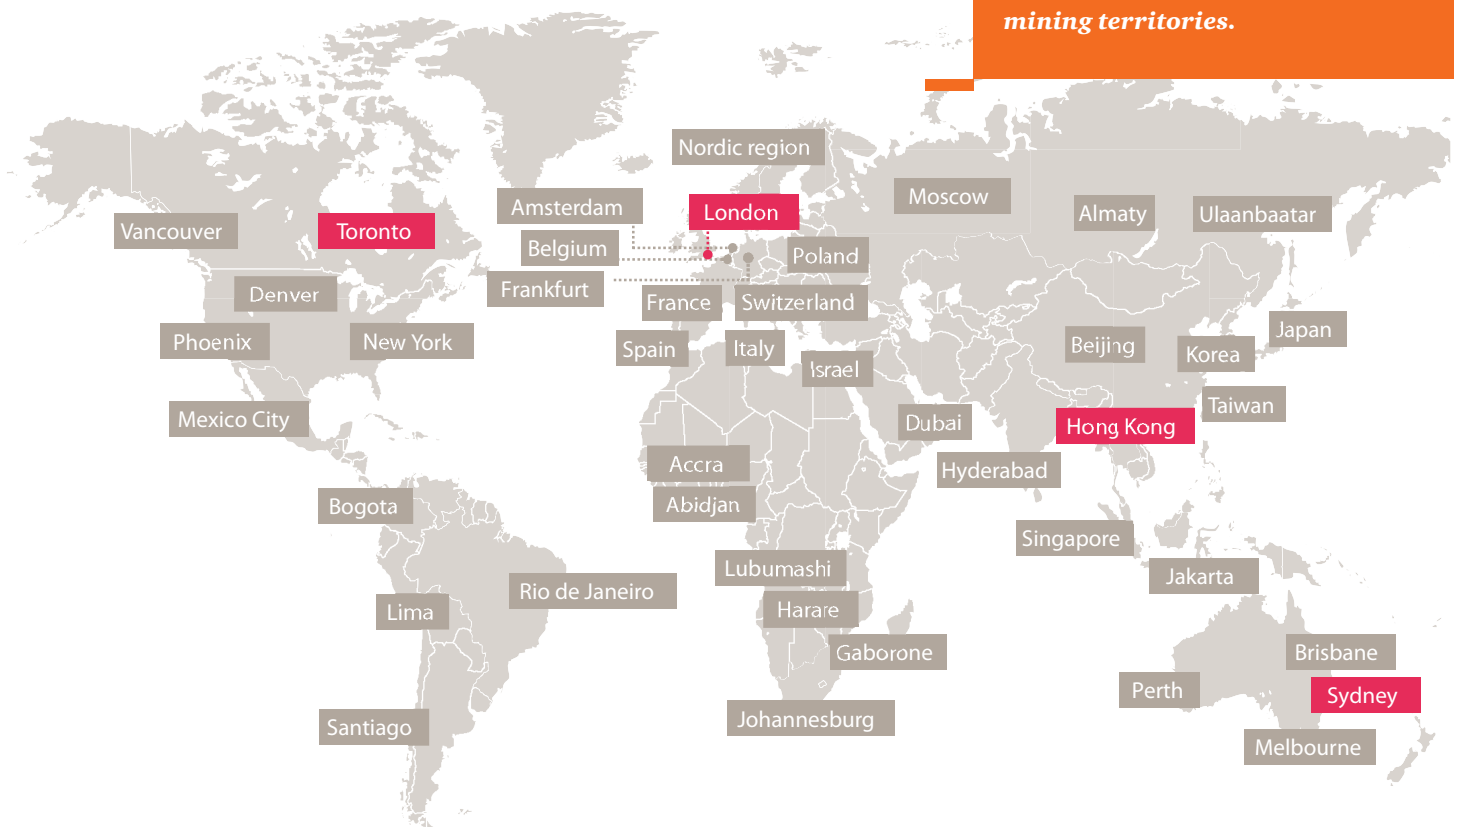 mining territories.
Nordic region
Moscow
Amsterdam
London
Almaty
Ulaanbaatar
Vancouver
Toronto
Belgium
Poland
Frankfurt
Denver
France
Switzerland
Phoenix
New York
Spain
Italy
Beijing
Korea
Japan
Israel
Mexico City
Dubai
Hong Kong
Taiwan
Accra
Hyderabad
Bogota
Abidjan
Singapore
Lubumashi
Jakarta
Rio de Janeiro
Lima
Harare
Gaborone
Brisbane
Perth
Sydney
Santiago
Johannesburg
Melbourne